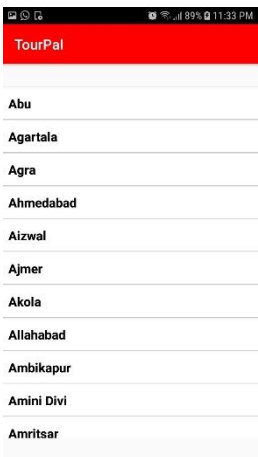 89% 11:33 PM
TourPal
Abu
Agartala
Agra
Ahmedabad
Aizwal
Ajmer
Akola
Allahabad
Ambikapur
Amini Divi
Amritsar